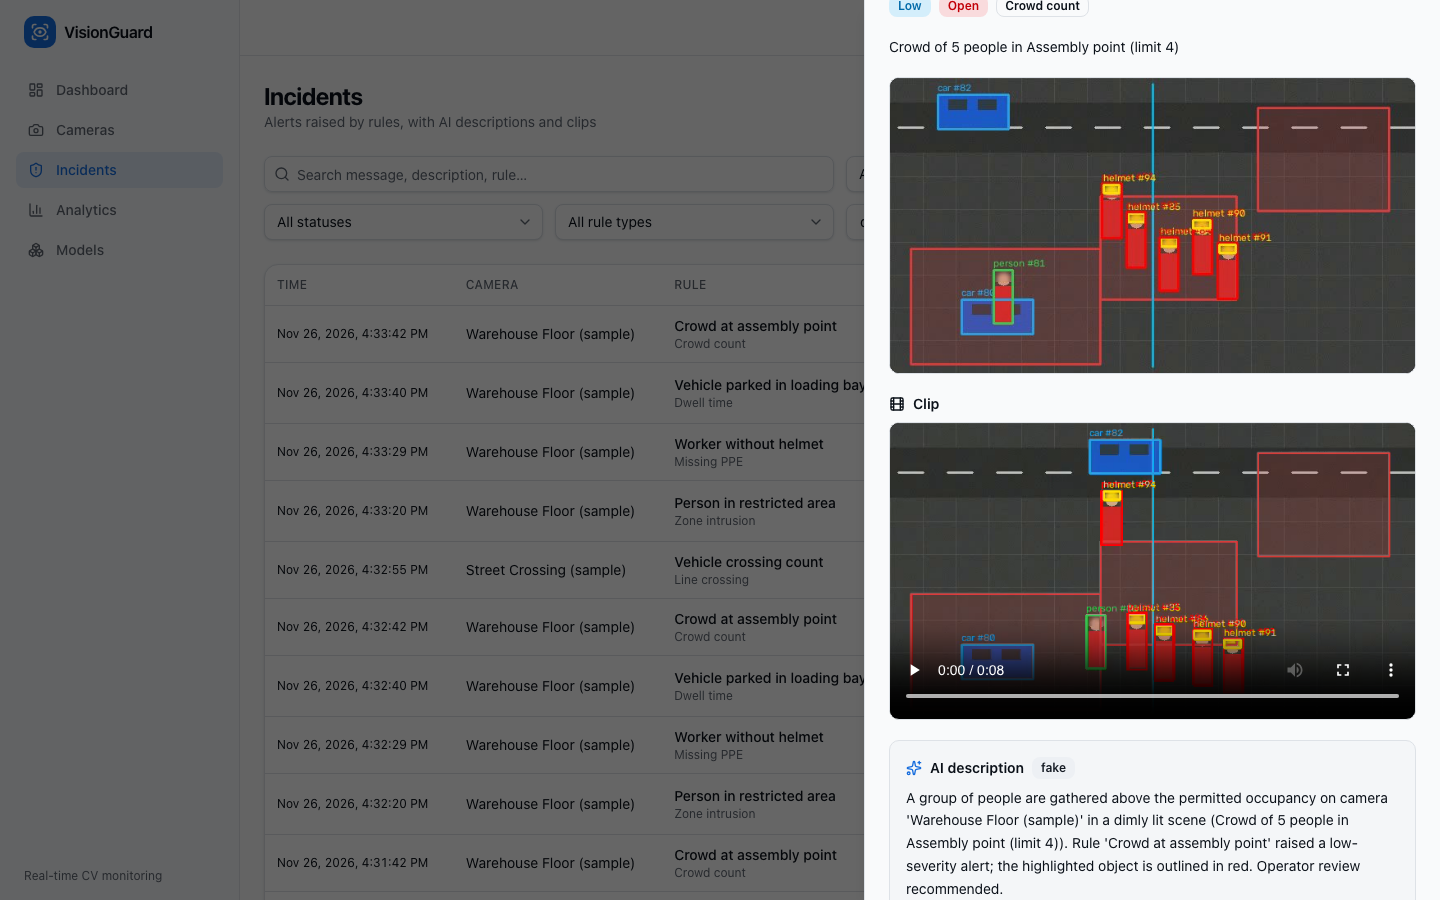 VisionGuard
Dashboard
Cameras
Incidents
Analytics
Models
Real-time CV monitoring
Incidents
Alerts raised by rules, with AI descriptions and clips
Search message, description, rule...
All statuses
All rule types
TIME CAMERA RULE
Nov 26, 2026, 4:33:42 PM Warehouse Floor (sample) Crowd at assembly point
Crowd count
Nov 26, 2026, 4:33:40 PM Warehouse Floor (sample) Vehicle parked in loading bay
Dwell time
Nov 26, 2026, 4:33:29 PM Warehouse Floor (sample) Worker without helmet
Missing PPE
Nov 26, 2026, 4:33:20 PM Warehouse Floor (sample) Person in restricted area
Zone intrusion
Nov 26, 2026, 4:32:55 PM Street Crossing (sample) Vehicle crossing count
Line crossing
Nov 26, 2026, 4:32:42 PM Warehouse Floor (sample) Crowd at assembly point
Crowd count
Nov 26, 2026, 4:32:40 PM Warehouse Floor (sample) Vehicle parked in loading bay
Dwell time
Nov 26, 2026, 4:32:29 PM Warehouse Floor (sample) Worker without helmet
Missing PPE
Nov 26, 2026, 4:32:20 PM Warehouse Floor (sample) Person in restricted area
Zone intrusion
Nov 26, 2026, 4:31:42 PM Warehouse Floor (sample) Crowd at assembly point
Crowd count
Low Open Crowd count
Crowd of 5 people in Assembly point (limit 4)
car #82
helmet #94
helmet #85
helmet #90
helmet #91
person #81
car #80
Clip
car #82
helmet #94
person
helmet #85
helmet #90
helmet #91
car #80
0:00 / 0:08
AI description fake
A group of people are gathered above the permitted occupancy on camera
'Warehouse Floor (sample)' in a dimly lit scene (Crowd of 5 people in
Assembly point (limit 4)). Rule 'Crowd at assembly point' raised a low-
severity alert; the highlighted object is outlined in red. Operator review
recommended.